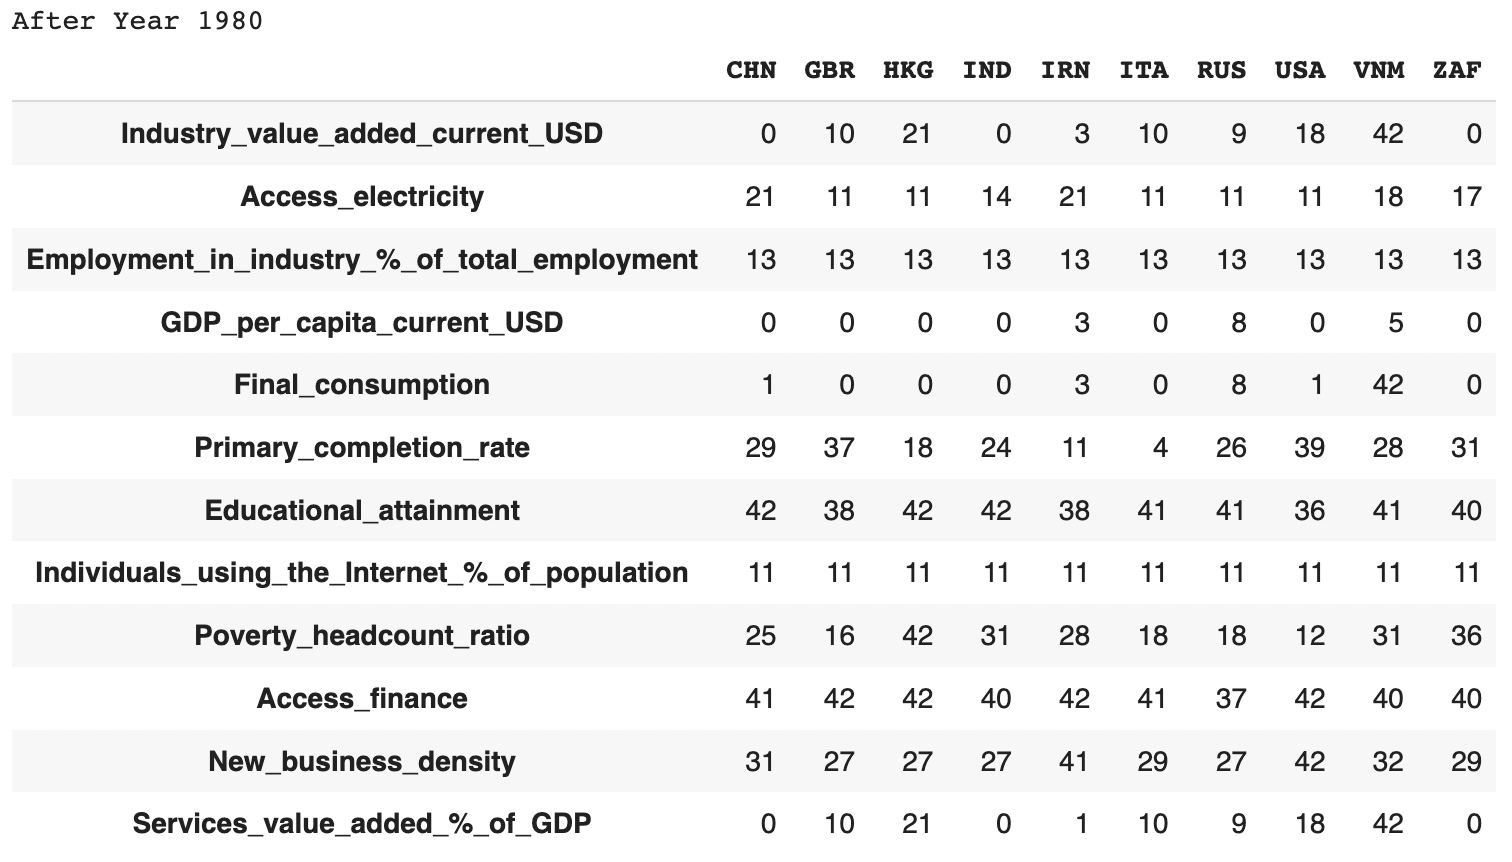 After Year 1980
CHN GBR HKG IND IRN ITA RUS USA VNM ZAF
Industry_value_added_current_USD 0 10 21 0 3 10 9 18 42 0
Access_electricity 21 11 11 14 21 11 11 11 18 17
Employment_in_industry_%_of_total_employment 13 13 13 13 13 13 13 13 13 13
GDP_per_capita_current_USD 0 0 0 0 3 0 8 0 5 0
Final_consumption 1 0 0 0 3 0 8 1 42 0
Primary_completion_rate 29 37 18 24 11 4 26 39 28 31
Educational_attainment 42 38 42 42 38 41 41 36 41 40
Individuals_using_the_Internet_%_of_population 11 11 11 11 11 11 11 11 11 11
Poverty_headcount_ratio 25 16 42 31 28 18 18 12 31 36
Access_finance 41 42 42 40 42 41 37 42 40 40
New_business_density 31 27 27 27 41 29 27 42 32 29
Services_value_added_%_of_GDP 0 10 21 0 1 10 9 18 42 0